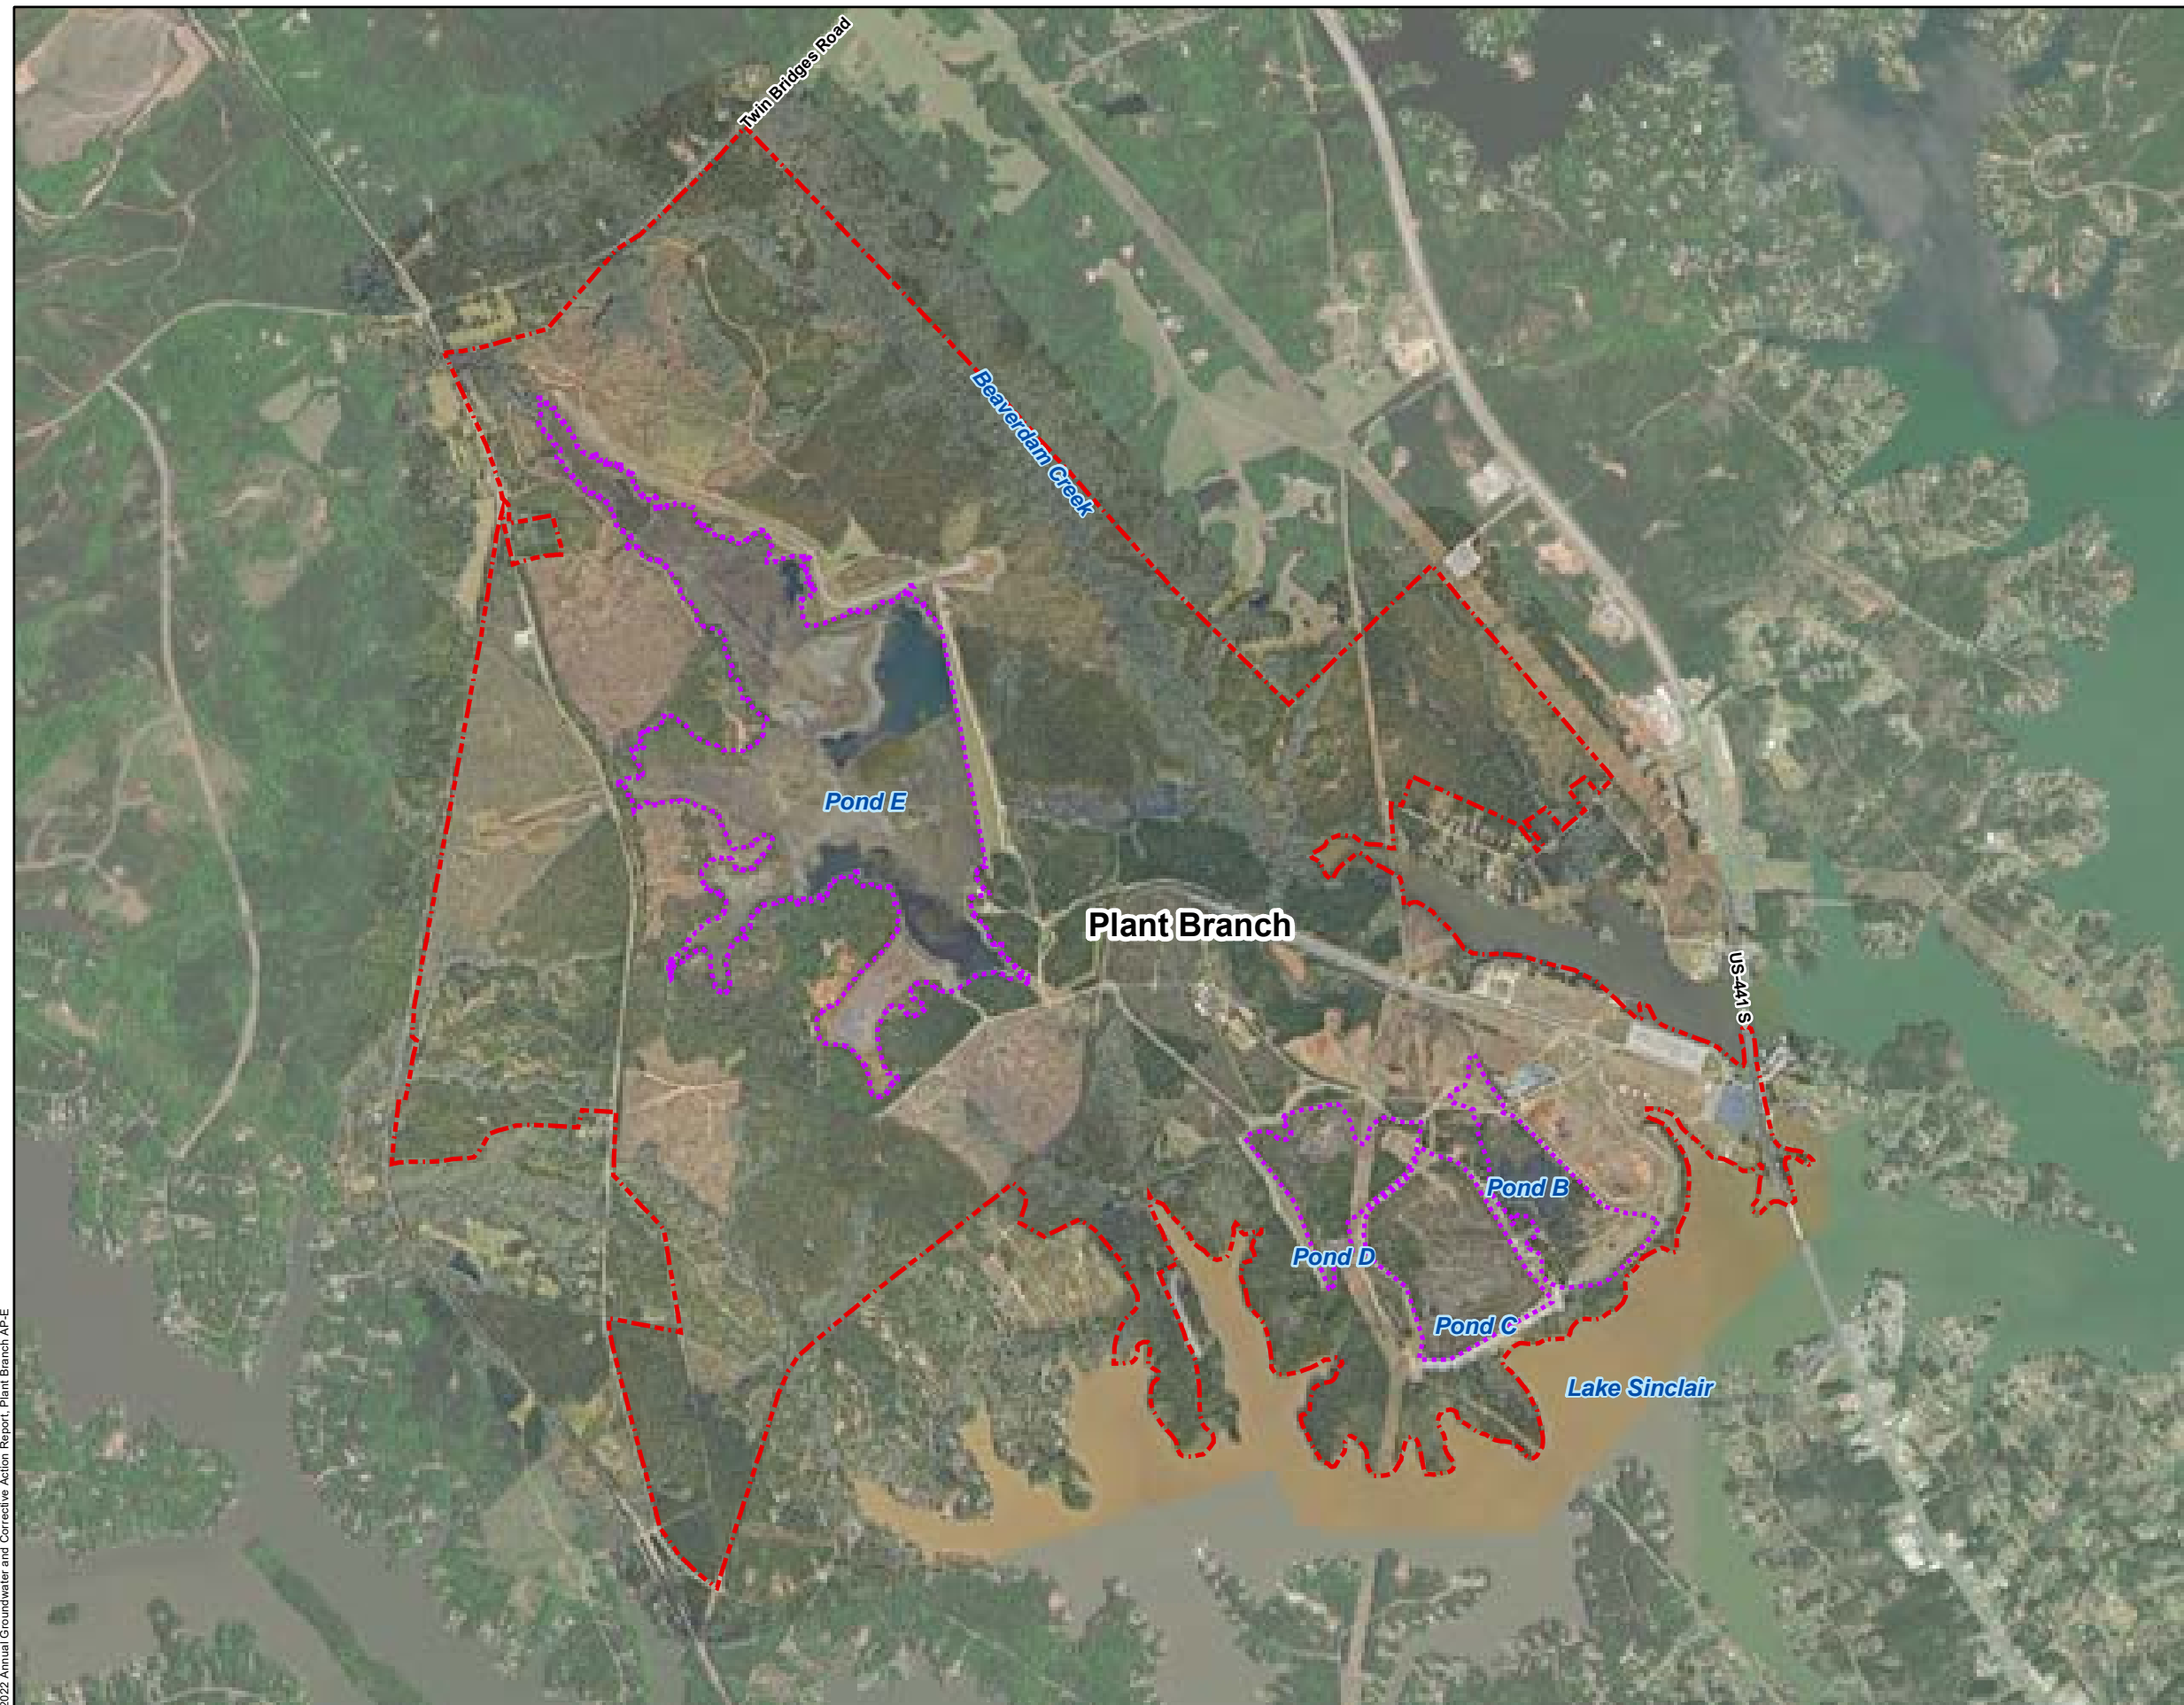 Twin Bridges Road
Beaverdam Creek
Pond E
Plant Branch
US-441 S
Pond B
Pond D
Pond C
Lake Sinclair
2022 Annual Groundwater and Corrective Action Report, Plant Branch AP-E